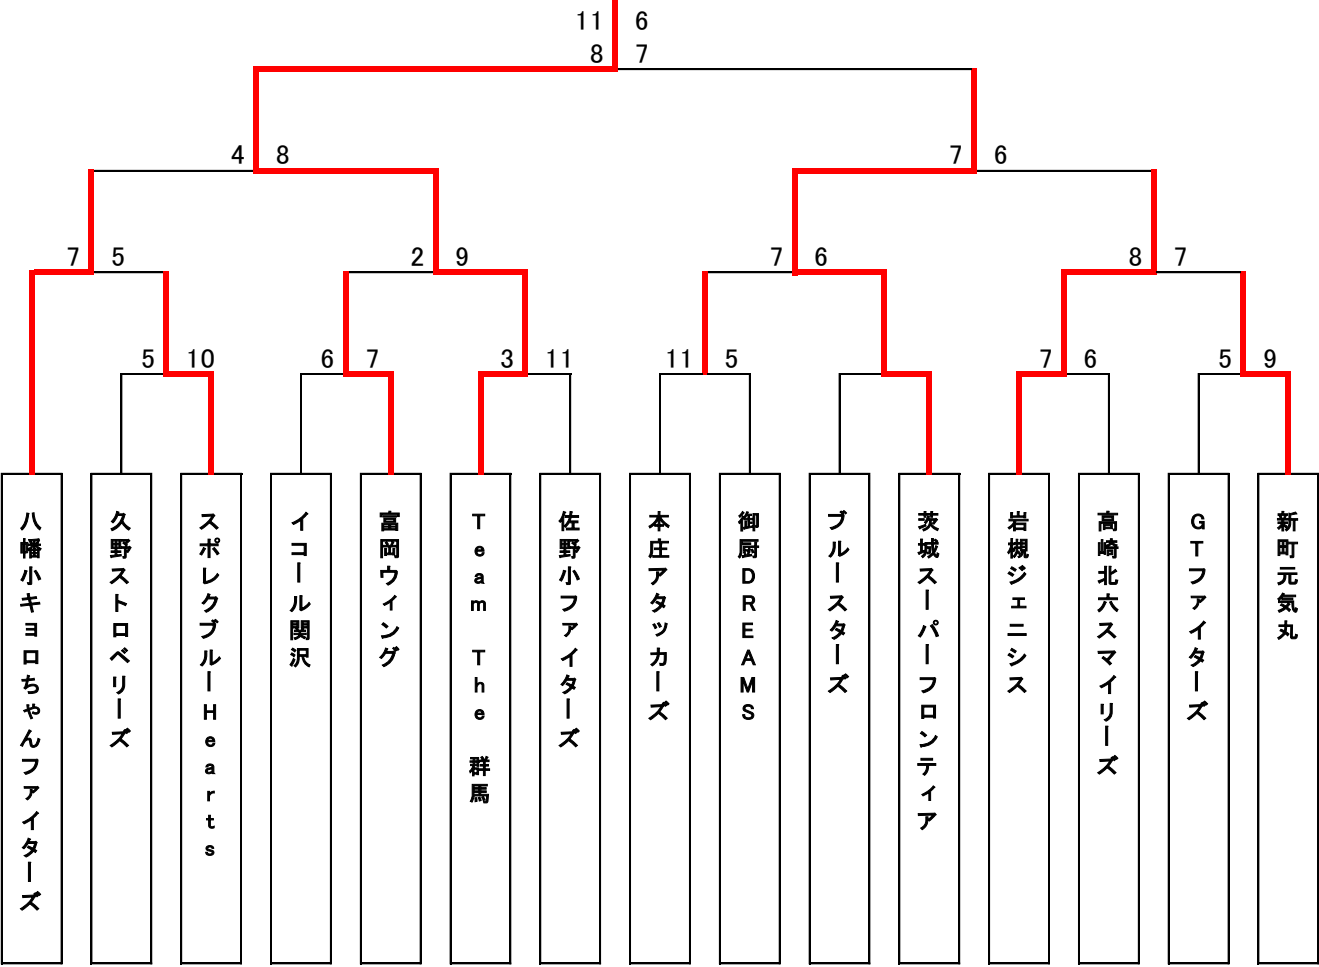 11 6
8 7
4 8 7 6
7 5 2 9 7 6 8 7
5 10 6 7 3 11 11 5 7 6 5 9
八幡小キョロちゃんファイターズ
久野ストロベリーズ
スポレクブルーHearts
イコール関沢
富岡ウィング
Team The 群馬
佐野小ファイターズ
本庄アタッカーズ
御厨DREAMS
ブルースターズ
茨城スーパーフロンティア
岩槻ジェニシス
高崎北六スマイリーズ
GTファイターズ
新町元気丸